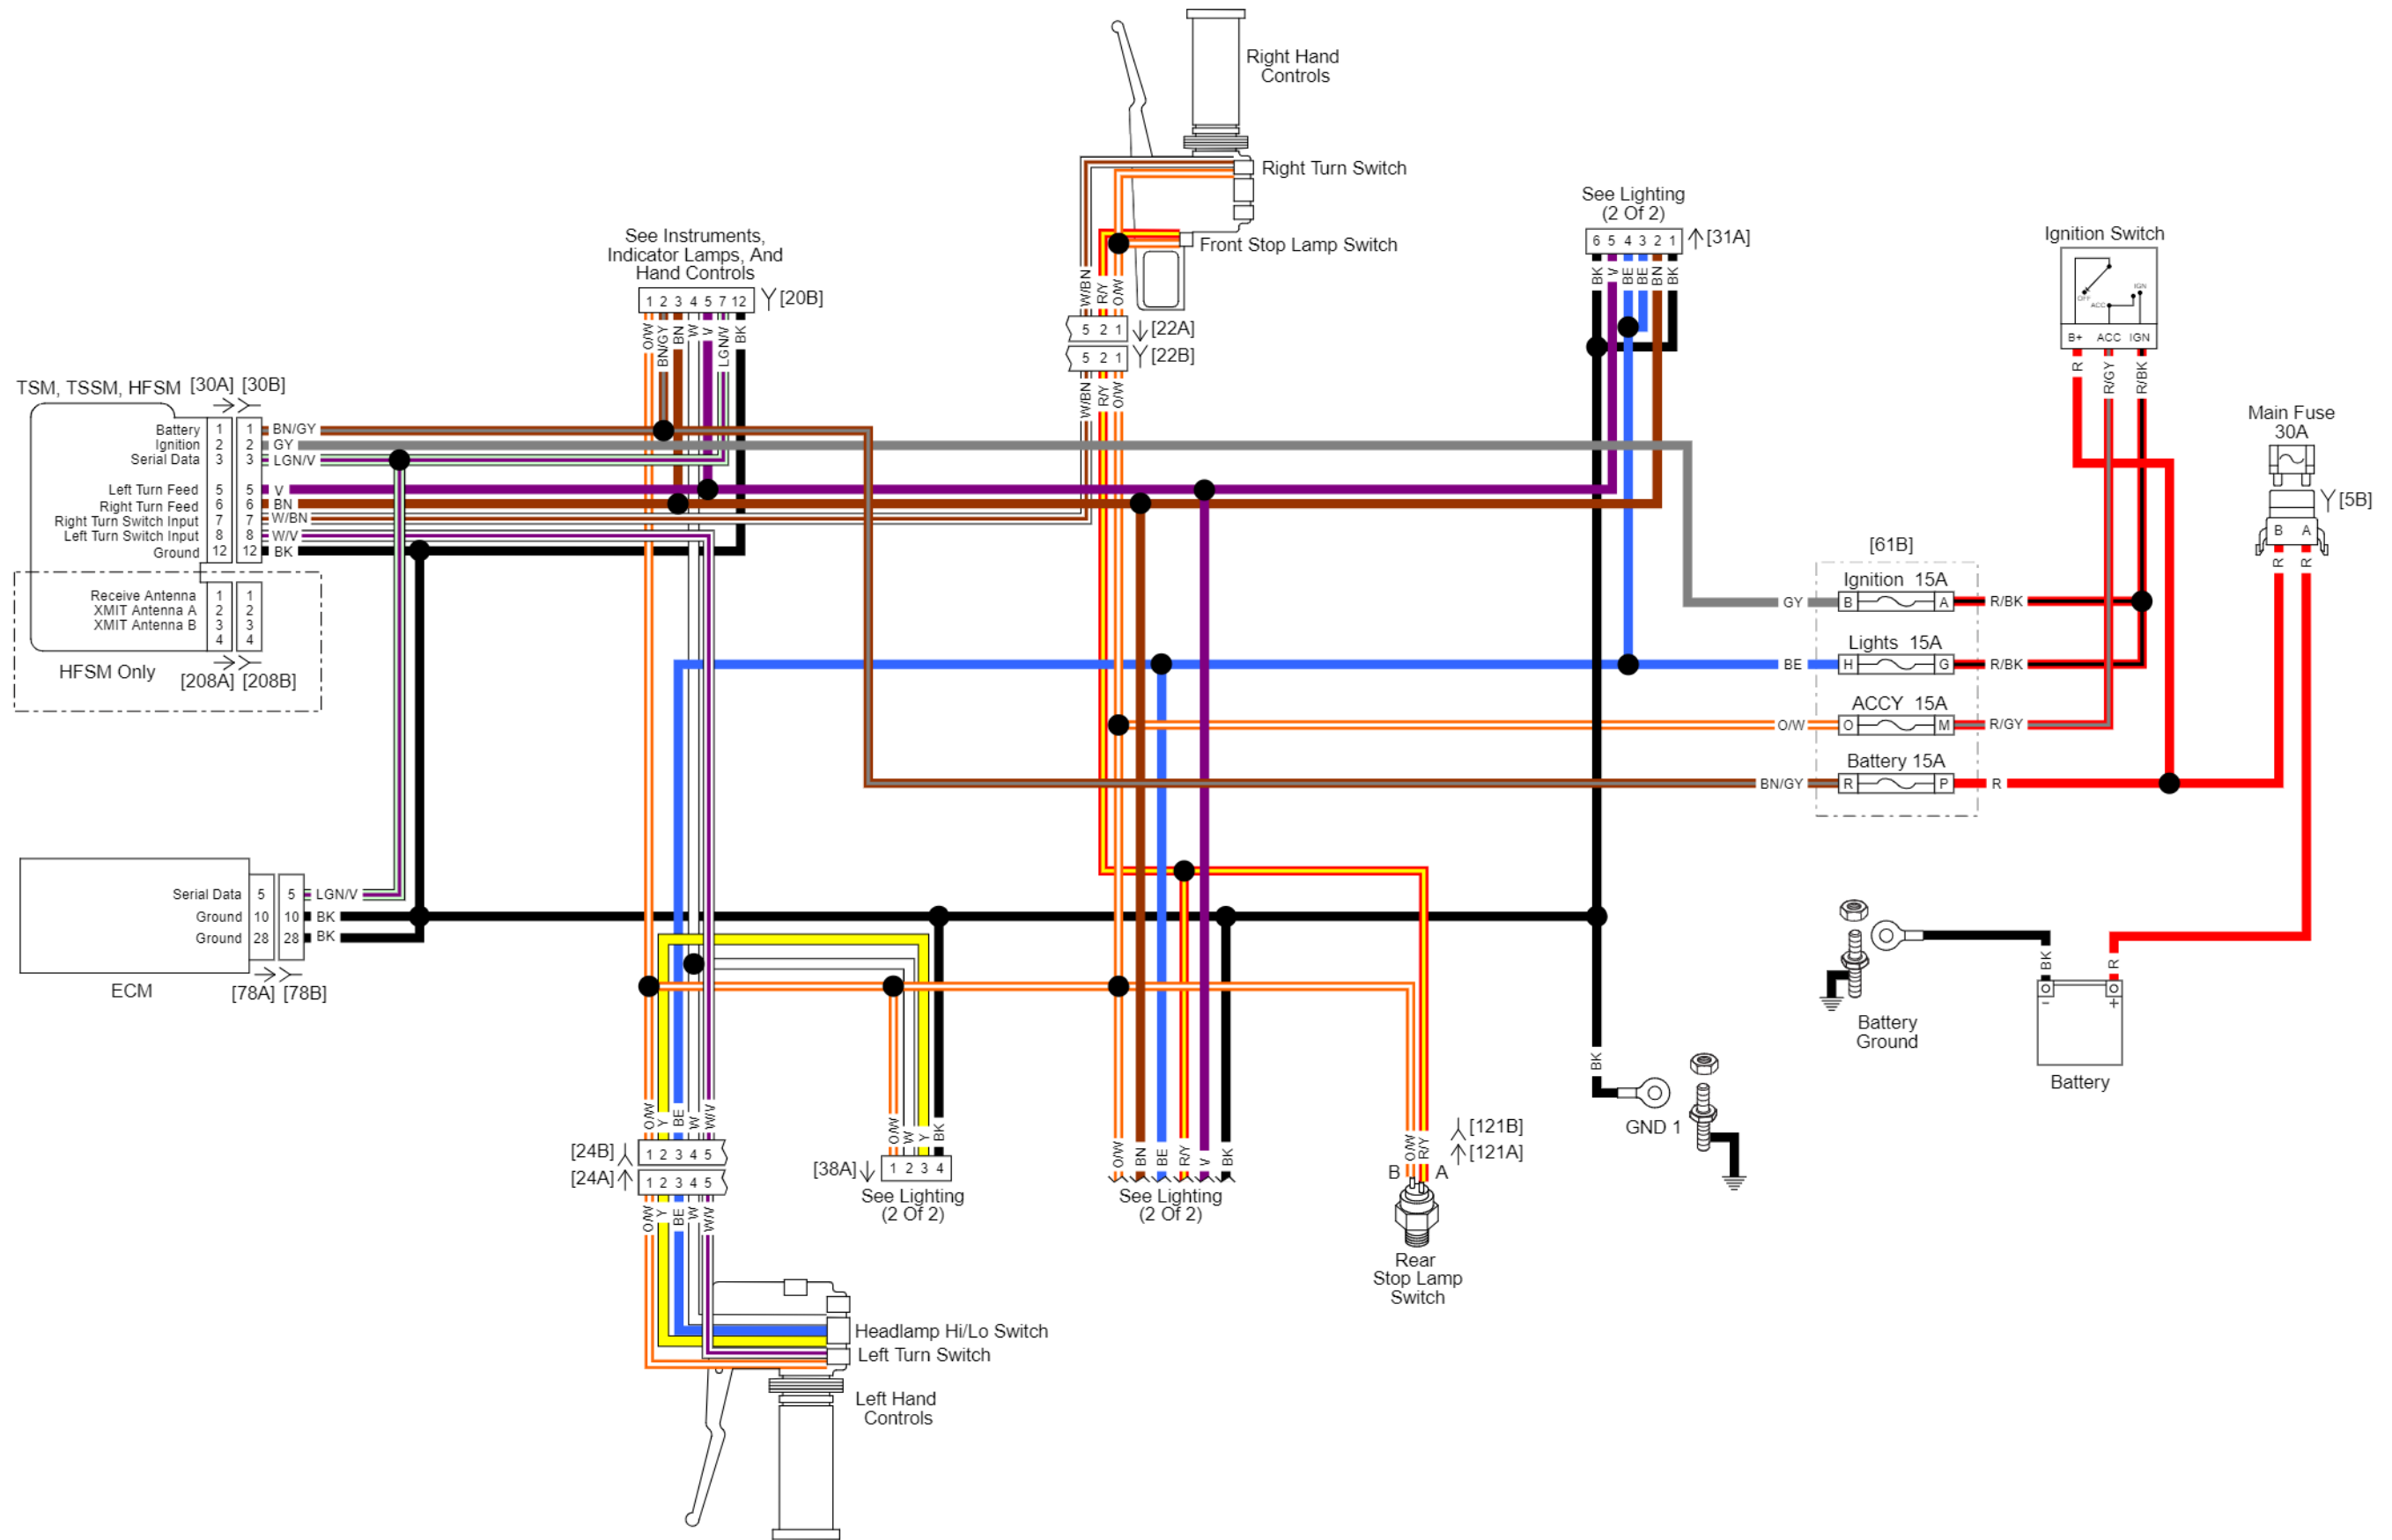 Right Hand
Controls
Right Turn Switch
Front Stop Lamp Switch
W/BN
R/Y
O/W
5 2 1
[22A]
5 2 1
[22B]
W/BN
R/Y
O/W
See Instruments,
Indicator Lamps, And
Hand Controls
1 2 3 4 5 7 12
[20B]
O/W
BN/GY
BN
W
V
LGN/V
BK
See Lighting
(2 Of 2)
6 5 4 3 2 1
[31A]
BK
V
BE
BE
BN
BK
Ignition Switch
OFF
ACC
IGN
B+ ACC IGN
R
R/GY
R/BK
Main Fuse
30A
[5B]
B A
R
R
TSM, TSSM, HFSM [30A] [30B]
Battery 1 1 BN/GY
Ignition 2 2 GY
Serial Data 3 3 LGN/V
Left Turn Feed 5 5 V
Right Turn Feed 6 6 BN
Right Turn Switch Input 7 7 W/BN
Left Turn Switch Input 8 8 W/V
Ground 12 12 BK
Receive Antenna 1 1
XMIT Antenna A 2 2
XMIT Antenna B 3 3
4 4
HFSM Only
[208A] [208B]
[61B]
Ignition 15A
GY B A R/BK
Lights 15A
BE H G R/BK
ACCY 15A
O/W O M R/GY
Battery 15A
BN/GY R P R
Serial Data 5 5 LGN/V
Ground 10 10 BK
Ground 28 28 BK
ECM
[78A] [78B]
Battery
Ground
BK
R
- +
Battery
BK
GND 1
O/W
Y
BE
W
W/V
[24B]
1 2 3 4 5
[24A]
1 2 3 4 5
O/W
Y
BE
W
W/V
O/W
W
Y
BK
[38A]
1 2 3 4
See Lighting
(2 Of 2)
O/W
BN
BE
R/Y
V
BK
See Lighting
(2 Of 2)
O/W
R/Y
[121B]
[121A]
B A
Rear
Stop Lamp
Switch
Headlamp Hi/Lo Switch
Left Turn Switch
Left Hand
Controls